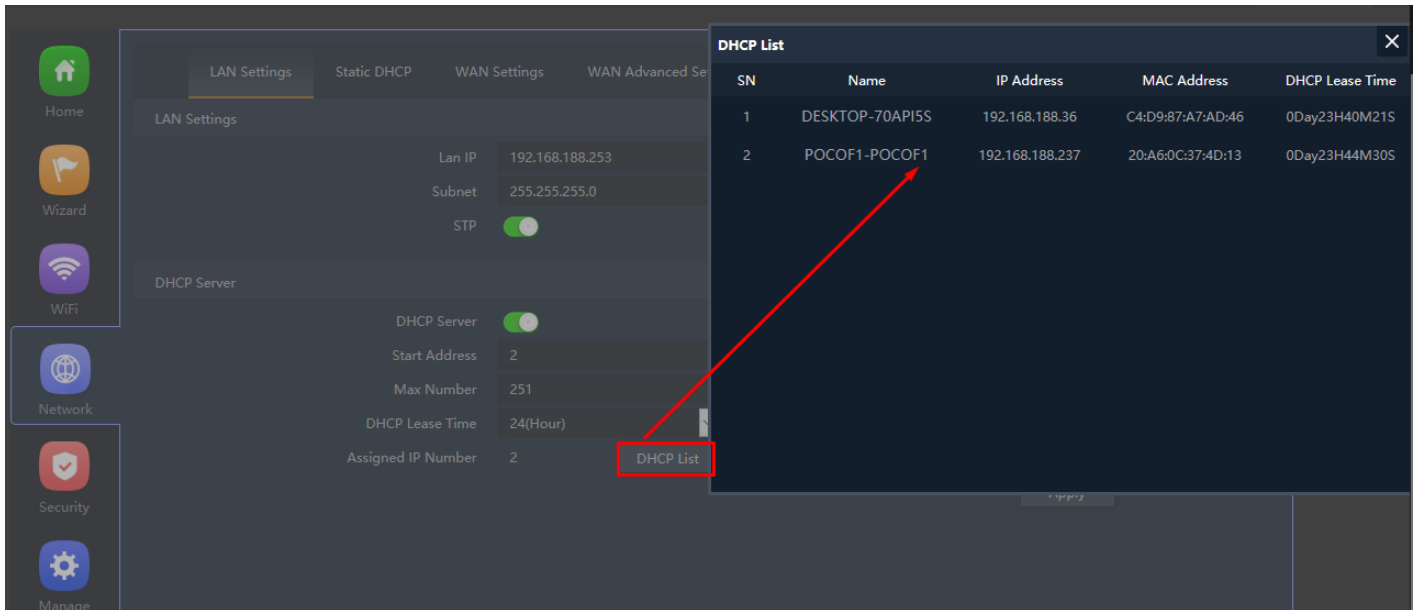 Home
Wizard
WiFi
Network
Security
Manage
LAN Settings Static DHCP WAN Settings WAN Advanced Se
LAN Settings
Lan IP 192.168.188.253
Subnet 255.255.255.0
STP
DHCP Server
DHCP Server
Start Address 2
Max Number 251
DHCP Lease Time 24(Hour)
Assigned IP Number 2 DHCP List
Apply
DHCP List
SN Name IP Address MAC Address DHCP Lease Time
1 DESKTOP-70API5S 192.168.188.36 C4:D9:87:A7:AD:46 0Day23H40M21S
2 POCOF1-POCOF1 192.168.188.237 20:A6:0C:37:4D:13 0Day23H44M30S